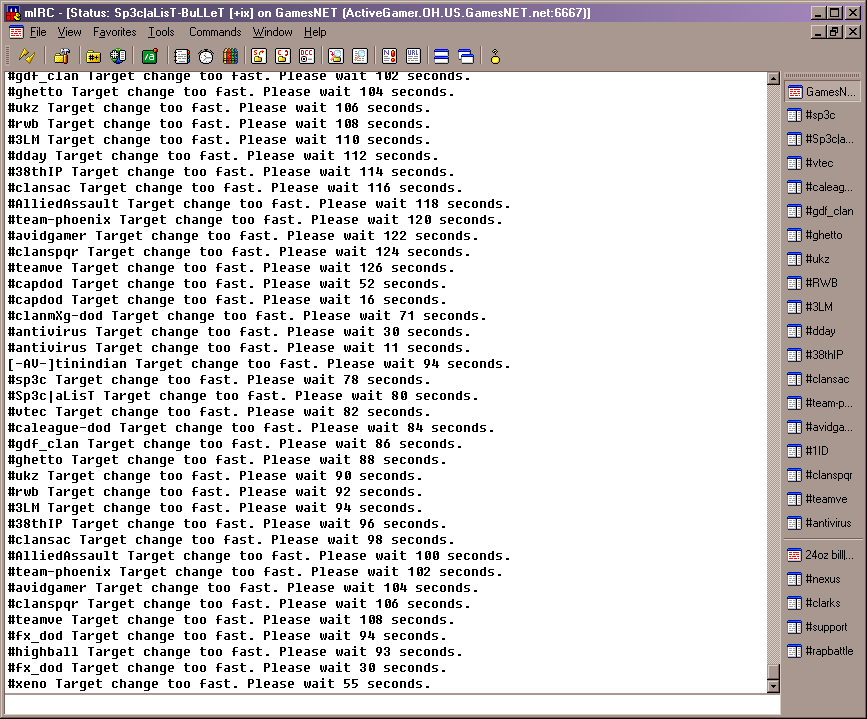 mIRC - [Status: Sp3c|aLisT-BuLLeT [+ix] on GamesNET (ActiveGamer.OH.US.GamesNET.net:6667)]
File View Favorites Tools Commands Window Help
#gdf_clan Target change too fast. Please wait 102 seconds.
#ghetto Target change too fast. Please wait 104 seconds.
#ukz Target change too fast. Please wait 106 seconds.
#rwb Target change too fast. Please wait 108 seconds.
#3LM Target change too fast. Please wait 110 seconds.
#dday Target change too fast. Please wait 112 seconds.
#38thIP Target change too fast. Please wait 114 seconds.
#clansac Target change too fast. Please wait 116 seconds.
#AlliedAssault Target change too fast. Please wait 118 seconds.
#team-phoenix Target change too fast. Please wait 120 seconds.
#avidgamer Target change too fast. Please wait 122 seconds.
#clanspqr Target change too fast. Please wait 124 seconds.
#teamve Target change too fast. Please wait 126 seconds.
#capdod Target change too fast. Please wait 52 seconds.
#capdod Target change too fast. Please wait 16 seconds.
#clanmXg-dod Target change too fast. Please wait 71 seconds.
#antivirus Target change too fast. Please wait 30 seconds.
#antivirus Target change too fast. Please wait 11 seconds.
[-AV-]tinindian Target change too fast. Please wait 94 seconds.
#sp3c Target change too fast. Please wait 78 seconds.
#Sp3c|aLisT Target change too fast. Please wait 80 seconds.
#vtec Target change too fast. Please wait 82 seconds.
#caleague-dod Target change too fast. Please wait 84 seconds.
#gdf_clan Target change too fast. Please wait 86 seconds.
#ghetto Target change too fast. Please wait 88 seconds.
#ukz Target change too fast. Please wait 90 seconds.
#rwb Target change too fast. Please wait 92 seconds.
#3LM Target change too fast. Please wait 94 seconds.
#38thIP Target change too fast. Please wait 96 seconds.
#clansac Target change too fast. Please wait 98 seconds.
#AlliedAssault Target change too fast. Please wait 100 seconds.
#team-phoenix Target change too fast. Please wait 102 seconds.
#avidgamer Target change too fast. Please wait 104 seconds.
#clanspqr Target change too fast. Please wait 106 seconds.
#teamve Target change too fast. Please wait 108 seconds.
#fx_dod Target change too fast. Please wait 94 seconds.
#highball Target change too fast. Please wait 93 seconds.
#fx_dod Target change too fast. Please wait 30 seconds.
#xeno Target change too fast. Please wait 55 seconds.
GamesN...
#sp3c
#Sp3c|a...
#vtec
#caleag...
#gdf_clan
#ghetto
#ukz
#RWB
#3LM
#dday
#38thIP
#clansac
#team-p...
#avidga...
#1ID
#clanspqr
#teamve
#antivirus
24oz bill|...
#nexus
#clarks
#support
#rapbattle